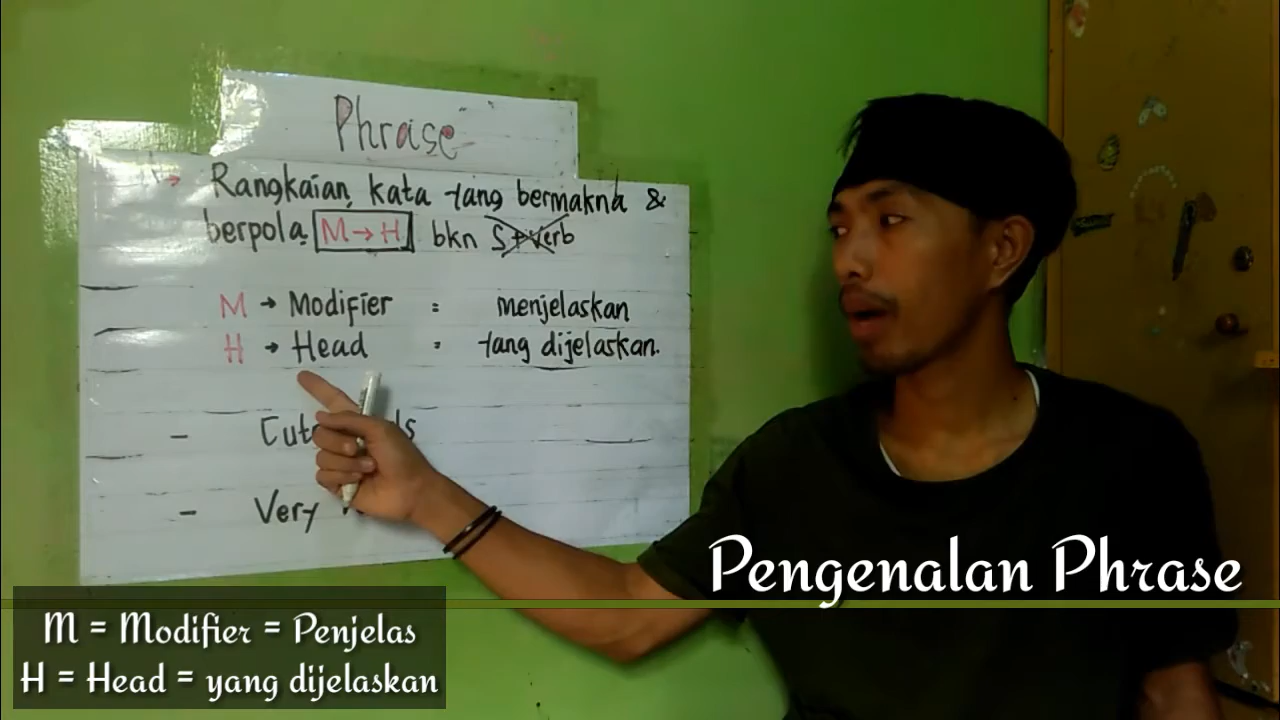 Phrase
→ Rangkaian kata yang bermakna &
berpola M → H bkn S + Verb
M → Modifier = menjelaskan
H → Head = yang dijelaskan.
-
- Very
Pengenalan Phrase
M = Modifier = Penjelas
H = Head = yang dijelaskan